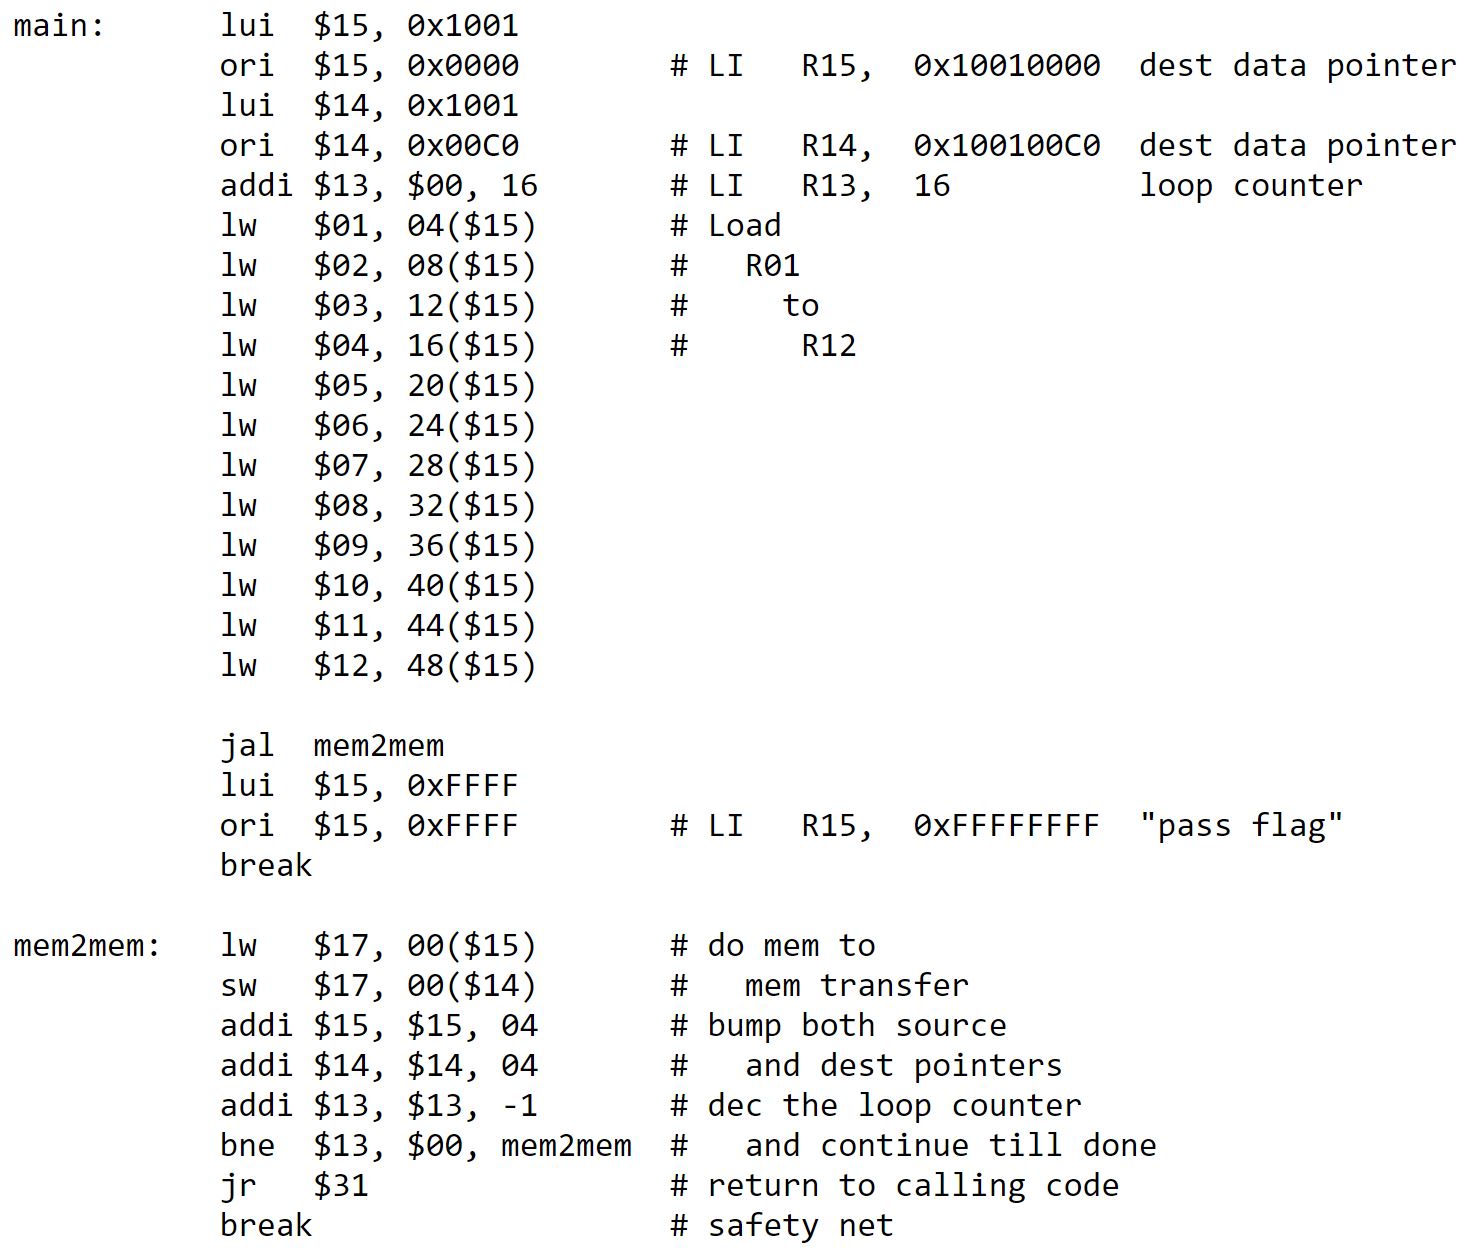 main:      lui  $15, 0x1001
           ori  $15, 0x0000        # LI   R15,  0x10010000  dest data pointer
           lui  $14, 0x1001
           ori  $14, 0x00C0        # LI   R14,  0x100100C0  dest data pointer
           addi $13, $00, 16       # LI   R13,  16          loop counter
           lw   $01, 04($15)       # Load
           lw   $02, 08($15)       #   R01
           lw   $03, 12($15)       #     to
           lw   $04, 16($15)       #      R12
           lw   $05, 20($15)
           lw   $06, 24($15)
           lw   $07, 28($15)
           lw   $08, 32($15)
           lw   $09, 36($15)
           lw   $10, 40($15)
           lw   $11, 44($15)
           lw   $12, 48($15)

           jal  mem2mem
           lui  $15, 0xFFFF
           ori  $15, 0xFFFF        # LI   R15,  0xFFFFFFFF  "pass flag"
           break

mem2mem:   lw   $17, 00($15)       # do mem to
           sw   $17, 00($14)       #   mem transfer
           addi $15, $15, 04       # bump both source
           addi $14, $14, 04       #   and dest pointers
           addi $13, $13, -1       # dec the loop counter
           bne  $13, $00, mem2mem  #   and continue till done
           jr   $31                # return to calling code
           break                   # safety net